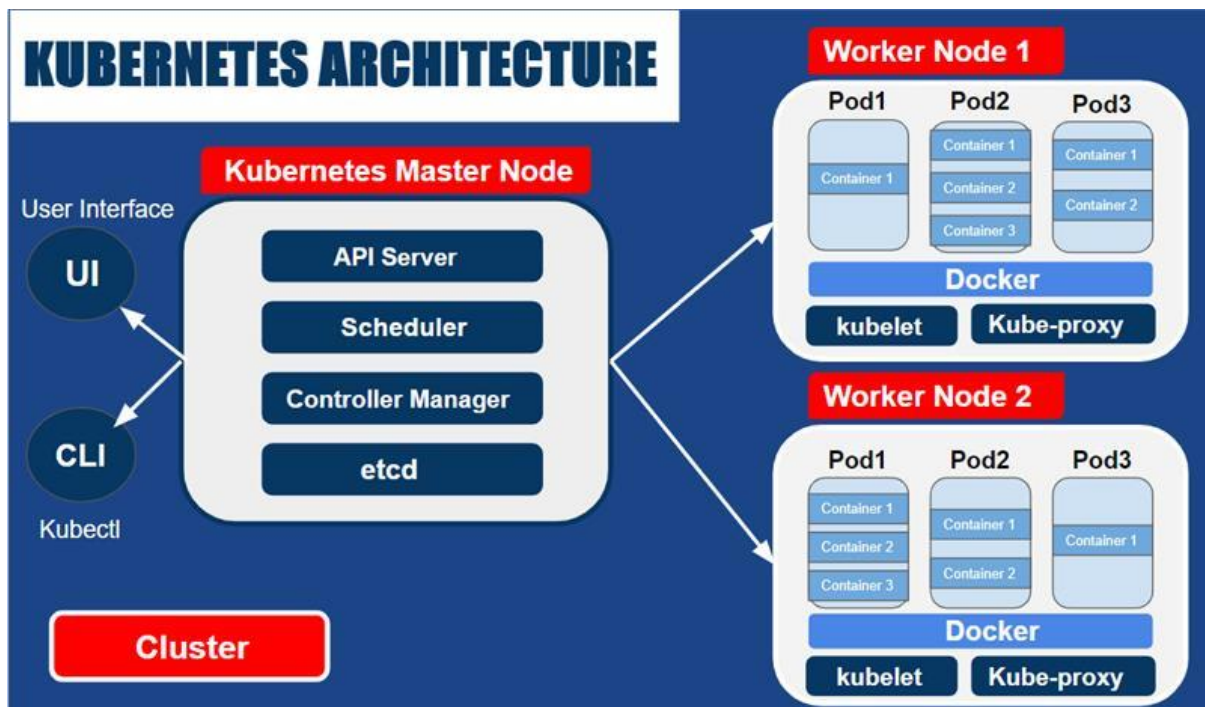 KUBERNETES ARCHITECTURE
Kubernetes Master Node
User Interface
UI
CLI
Kubectl
API Server
Scheduler
Controller Manager
etcd
Cluster
Worker Node 1
Pod1
Pod2
Pod3
Container 1
Container 1
Container 2
Container 3
Container 1
Container 2
Docker
kubelet
Kube-proxy
Worker Node 2
Pod1
Pod2
Pod3
Container 1
Container 2
Container 3
Container 1
Container 2
Container 1
Docker
kubelet
Kube-proxy